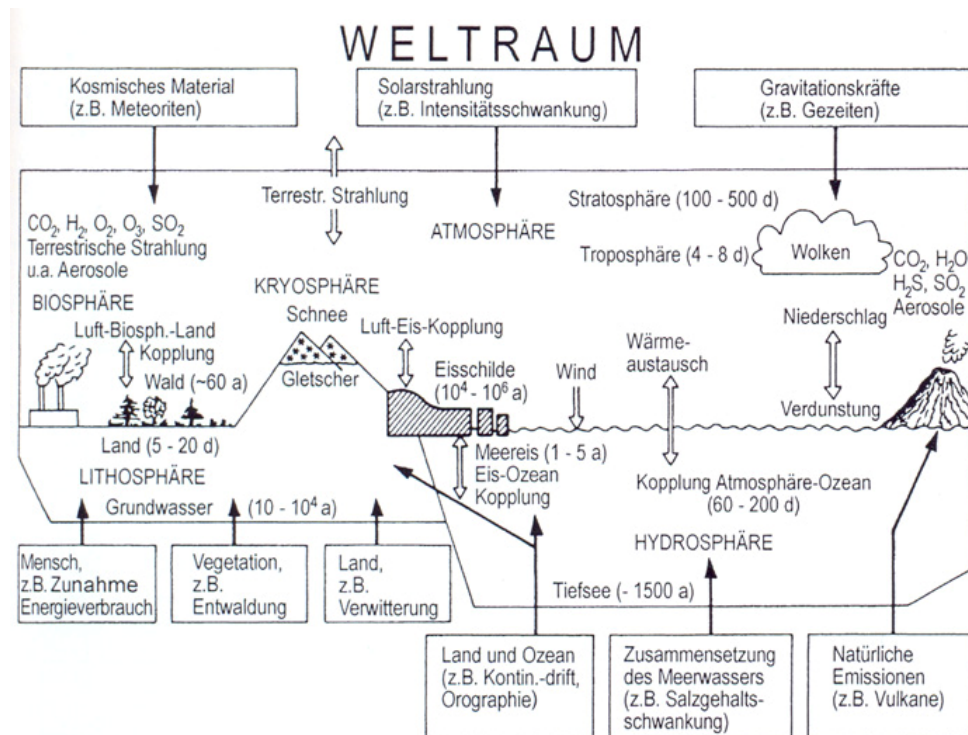 WELTRAUM
Kosmisches Material
(z.B. Meteoriten)
Solarstrahlung
(z.B. Intensitätsschwankung)
Gravitationskräfte
(z.B. Gezeiten)
Terrestr. Strahlung
CO₂, H₂, O₂, O₃, SO₂
Terrestrische Strahlung
u.a. Aerosole
ATMOSPHÄRE
Stratosphäre (100 - 500 d)
Troposphäre (4 - 8 d)
Wolken
CO₂, H₂O
H₂S, SO₂
Aerosole
BIOSPHÄRE
Luft-Biosph.-Land
Kopplung
Wald (~60 a)
KRYOSPHÄRE
Schnee
Gletscher
Luft-Eis-Kopplung
Eisschilde
(10⁴ - 10⁶ a)
Wind
Wärme-
austausch
Niederschlag
Verdunstung
Land (5 - 20 d)
LITHOSPHÄRE
Grundwasser (10 - 10⁴ a)
Meereis (1 - 5 a)
Eis-Ozean
Kopplung
Kopplung Atmosphäre-Ozean
(60 - 200 d)
HYDROSPHÄRE
Tiefsee (- 1500 a)
Mensch,
z.B. Zunahme
Energieverbrauch
Vegetation,
z.B.
Entwaldung
Land,
z.B.
Verwitterung
Land und Ozean
(z.B. Kontin.-drift,
Orographie)
Zusammensetzung
des Meerwassers
(z.B. Salzgehalts-
schwankung)
Natürliche
Emissionen
(z.B. Vulkane)